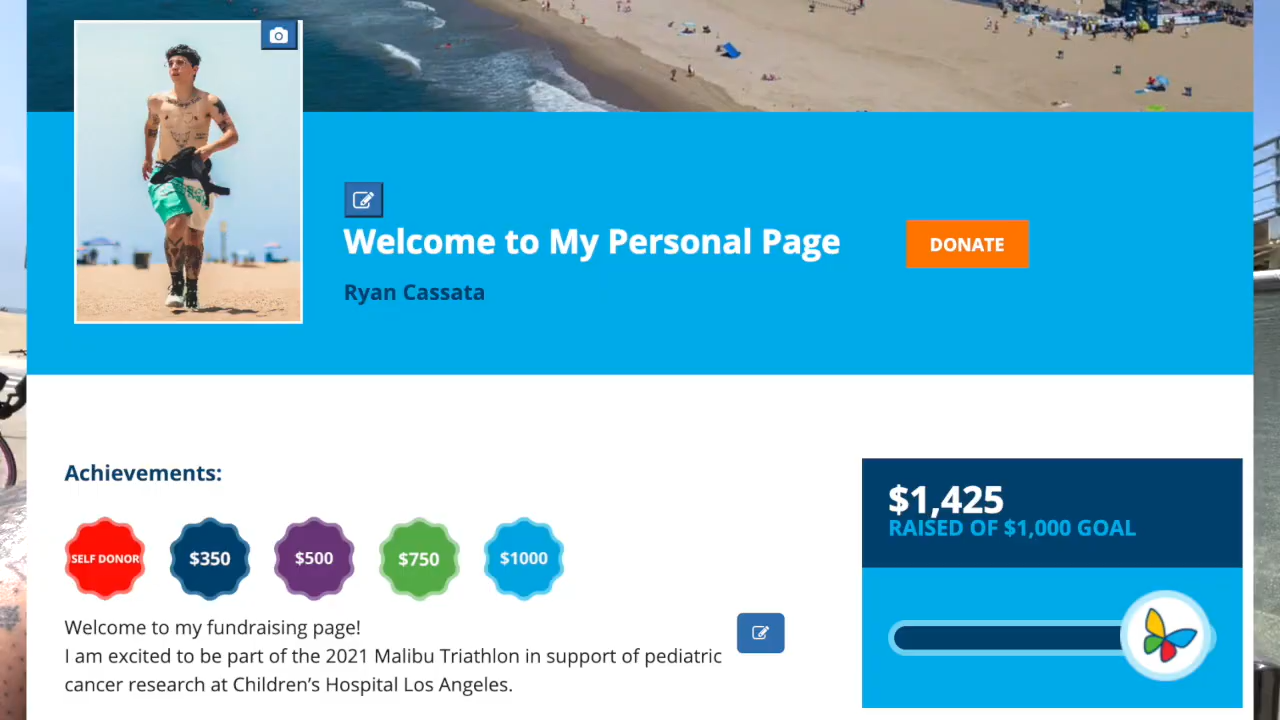 Welcome to My Personal Page
DONATE
Ryan Cassata
Achievements:
SELF DONOR
$350
$500
$750
$1000
Welcome to my fundraising page!
I am excited to be part of the 2021 Malibu Triathlon in support of pediatric
cancer research at Children’s Hospital Los Angeles.
$1,425
RAISED OF $1,000 GOAL